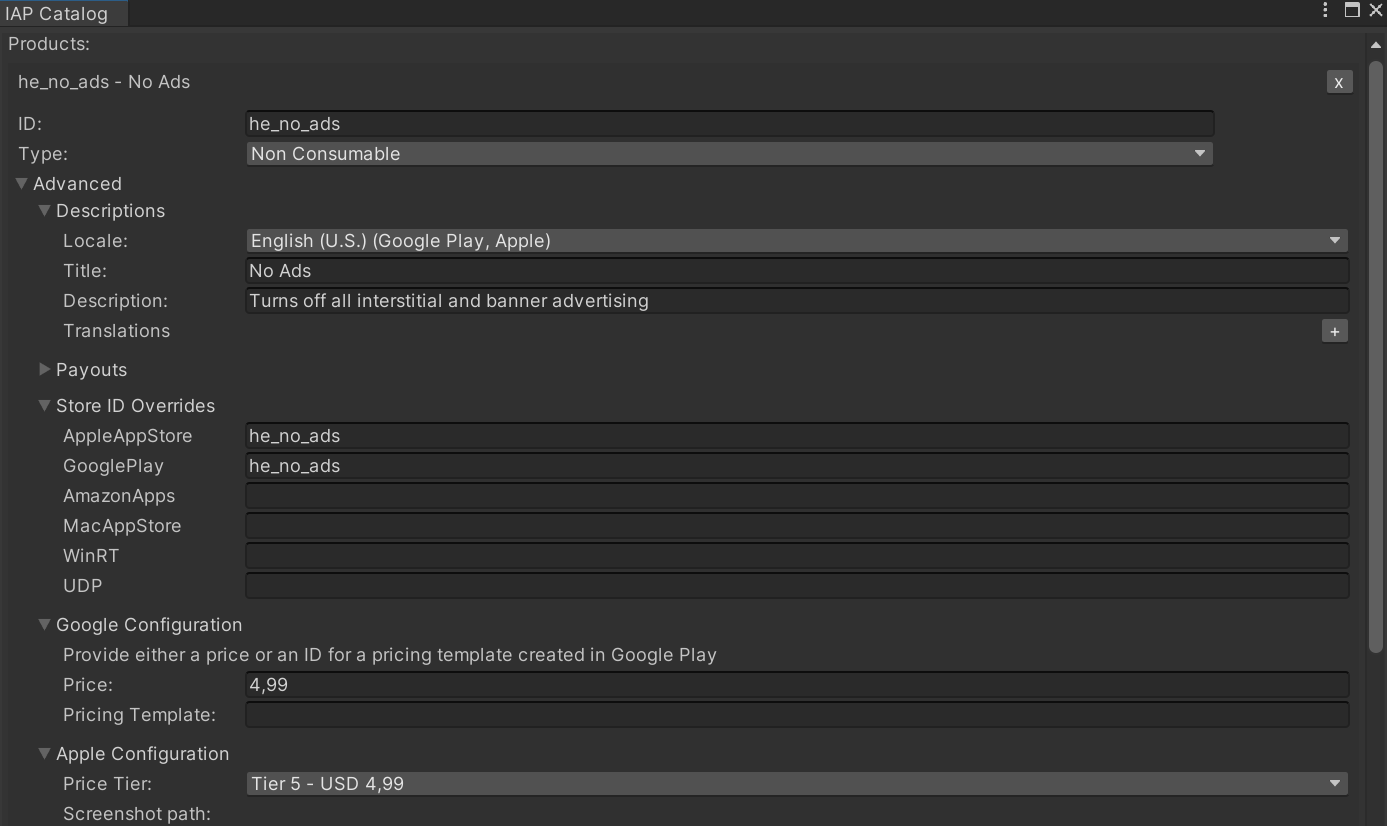 IAP Catalog
Products:
he_no_ads - No Ads
x
ID: he_no_ads
Type: Non Consumable
Advanced
Descriptions
Locale: English (U.S.) (Google Play, Apple)
Title: No Ads
Description: Turns off all interstitial and banner advertising
Translations +
Payouts
Store ID Overrides
AppleAppStore he_no_ads
GooglePlay he_no_ads
AmazonApps
MacAppStore
WinRT
UDP
Google Configuration
Provide either a price or an ID for a pricing template created in Google Play
Price: 4,99
Pricing Template:
Apple Configuration
Price Tier: Tier 5 - USD 4,99
Screenshot path: